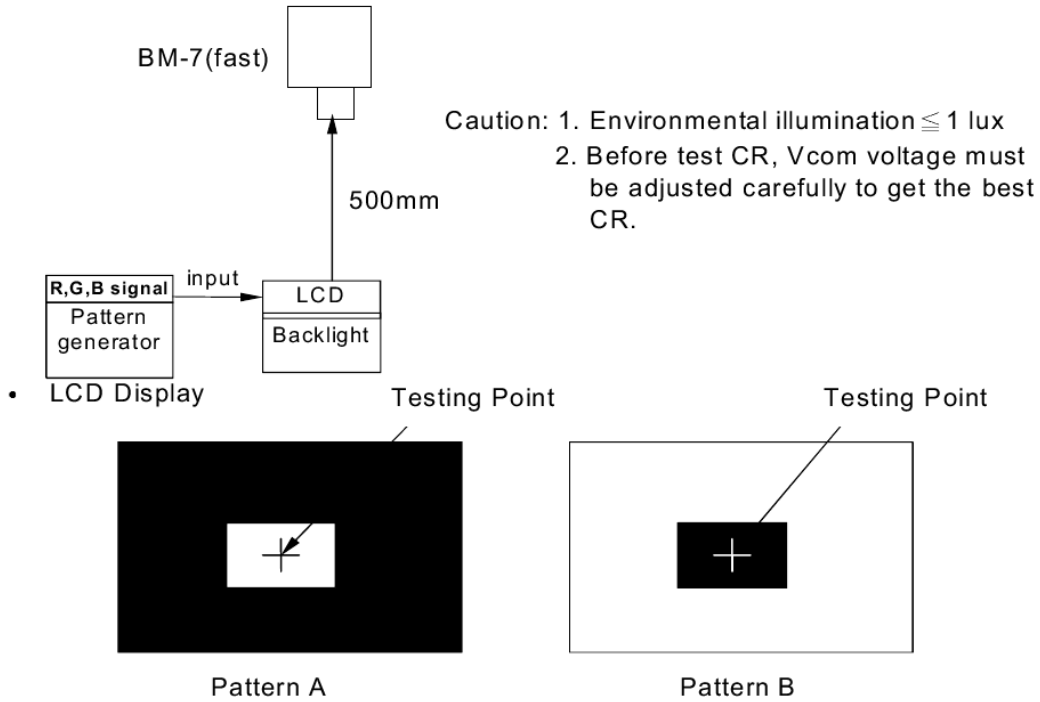 BM-7(fast)
Caution: 1. Environmental illumination ≦ 1 lux
2. Before test CR, Vcom voltage must
be adjusted carefully to get the best
CR.
500mm
R,G,B signal
input
LCD
Pattern
generator
Backlight
• LCD Display
Testing Point
Testing Point
Pattern A
Pattern B